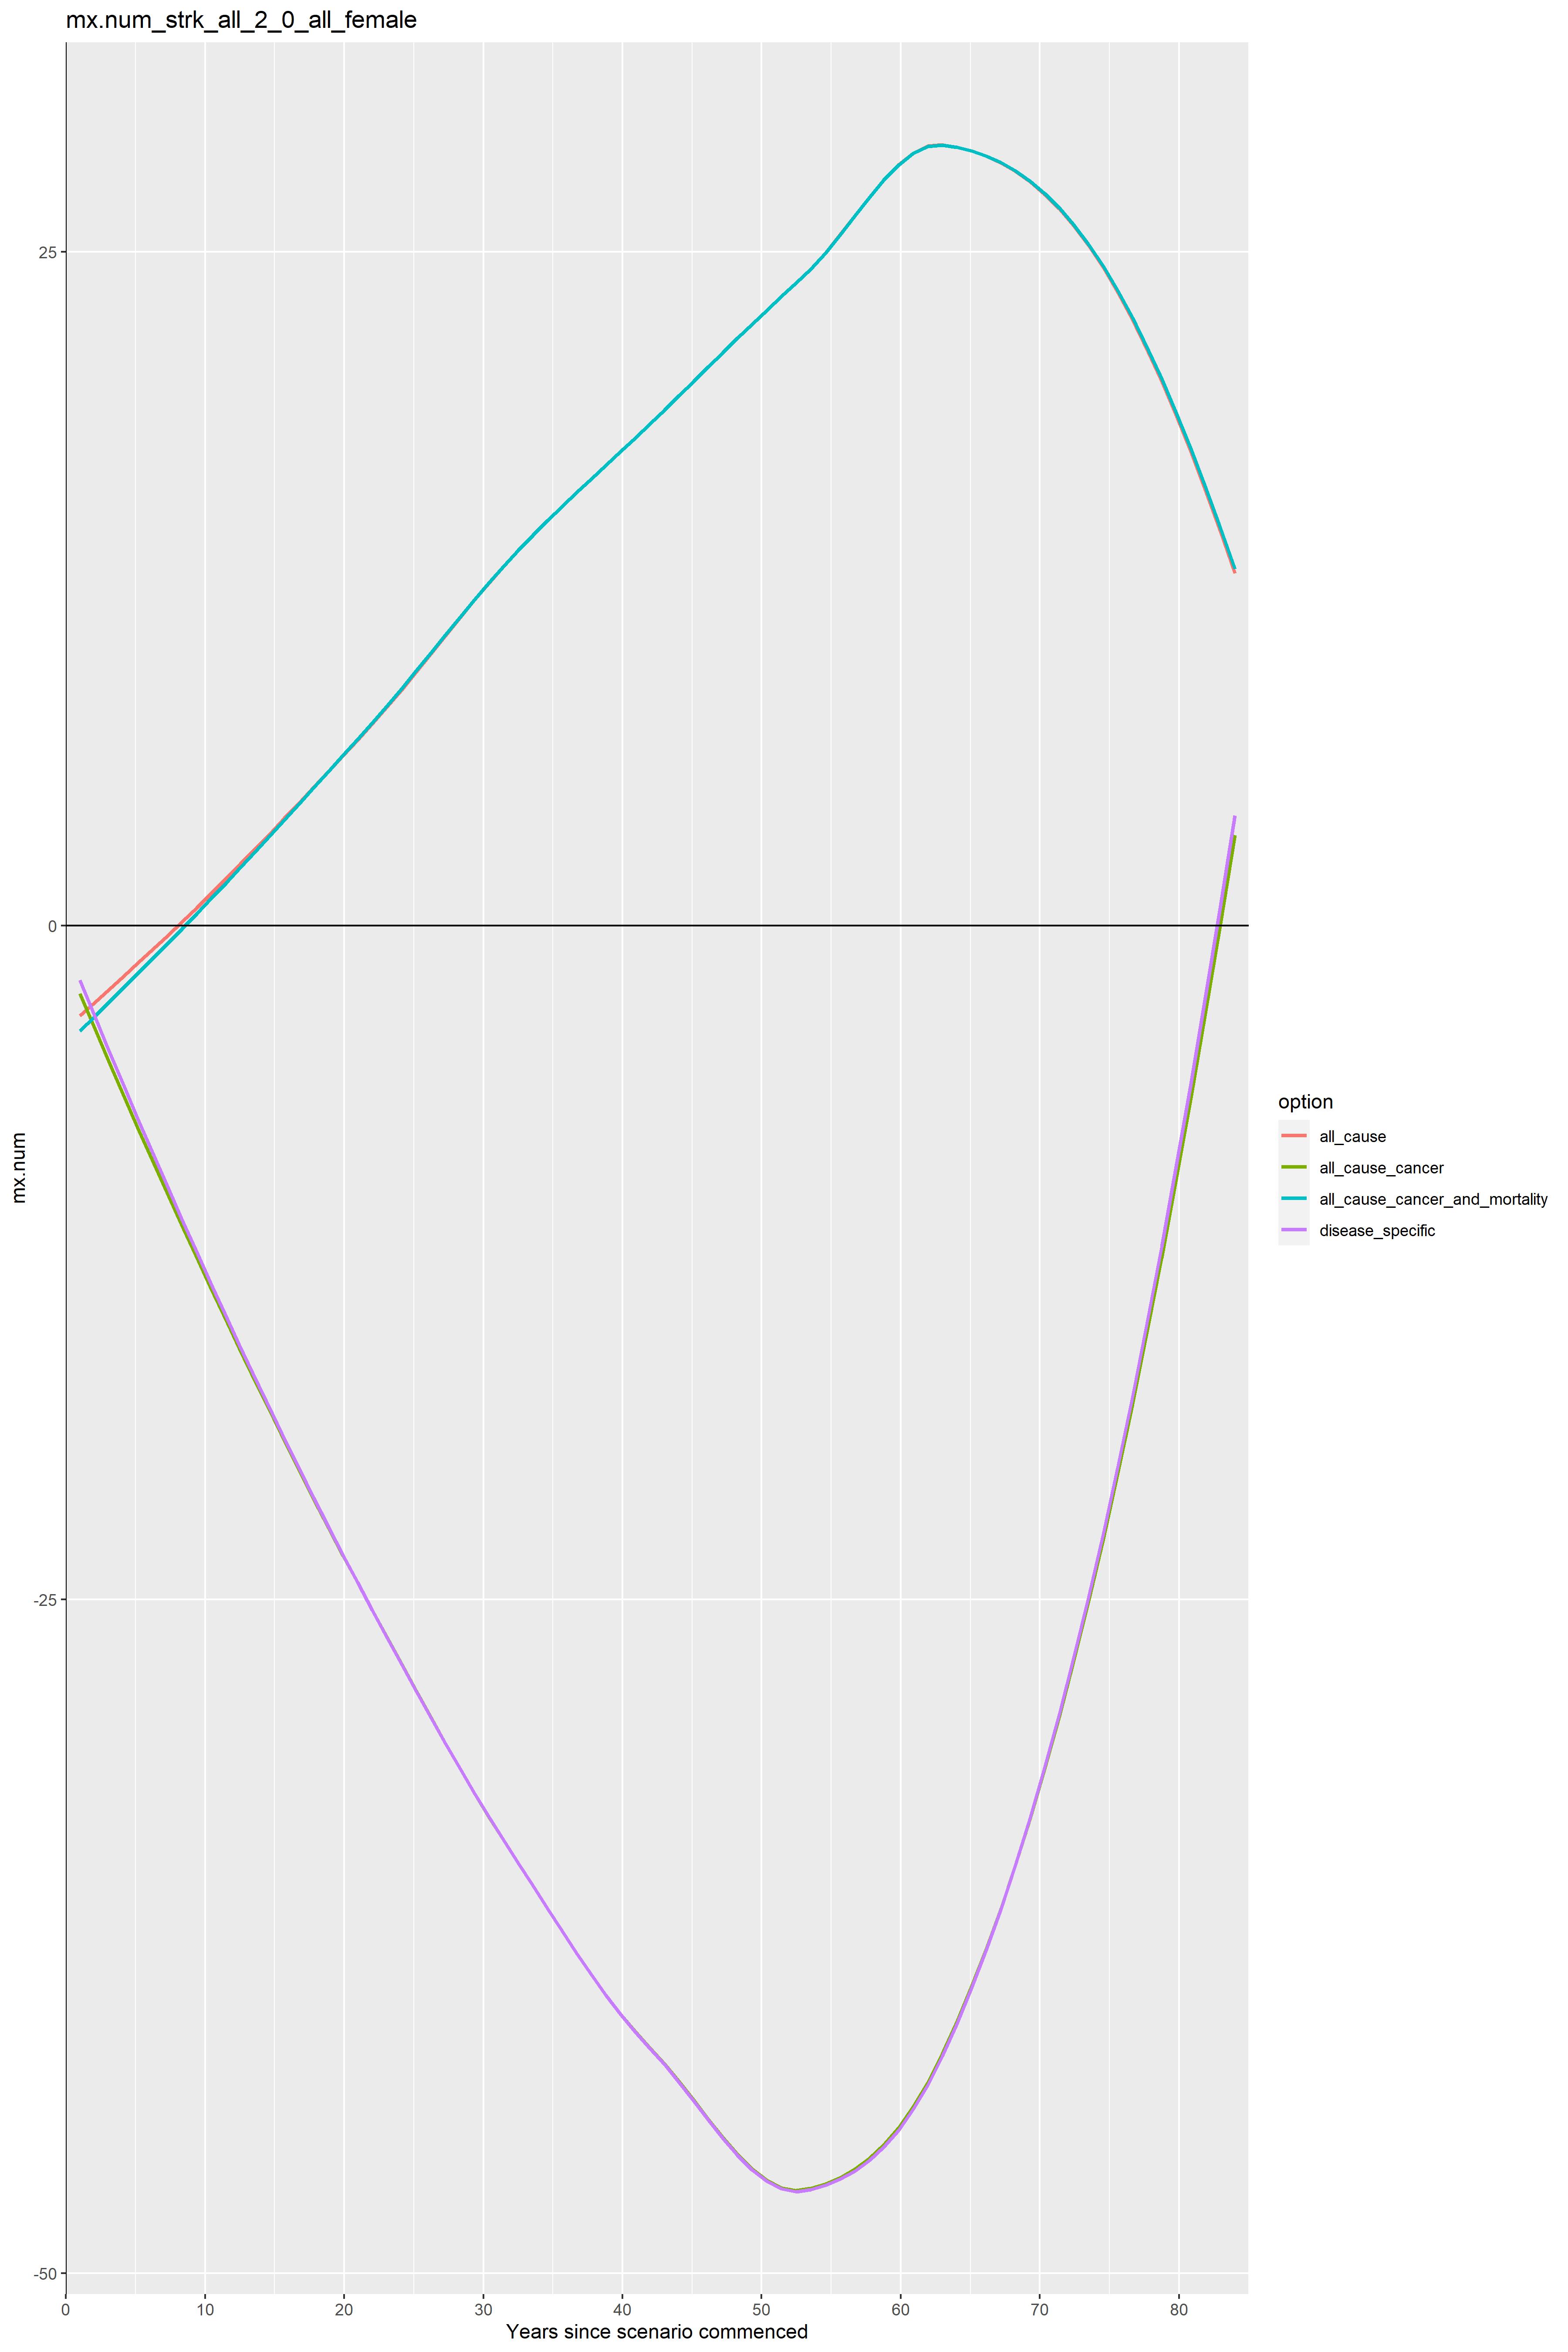 mx.num_strk_all_2_0_all_female
mx.num
25
0
-25
-50
0 10 20 30 40 50 60 70 80
Years since scenario commenced
option
all_cause
all_cause_cancer
all_cause_cancer_and_mortality
disease_specific